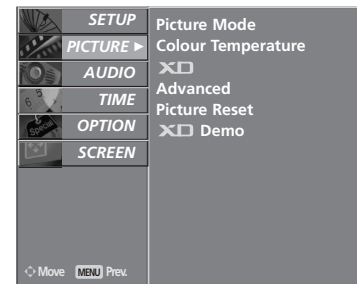 SETUP
PICTURE ►
AUDIO
TIME
OPTION
SCREEN
Move MENU Prev.
Picture Mode
Colour Temperature
XD
Advanced
Picture Reset
XD Demo